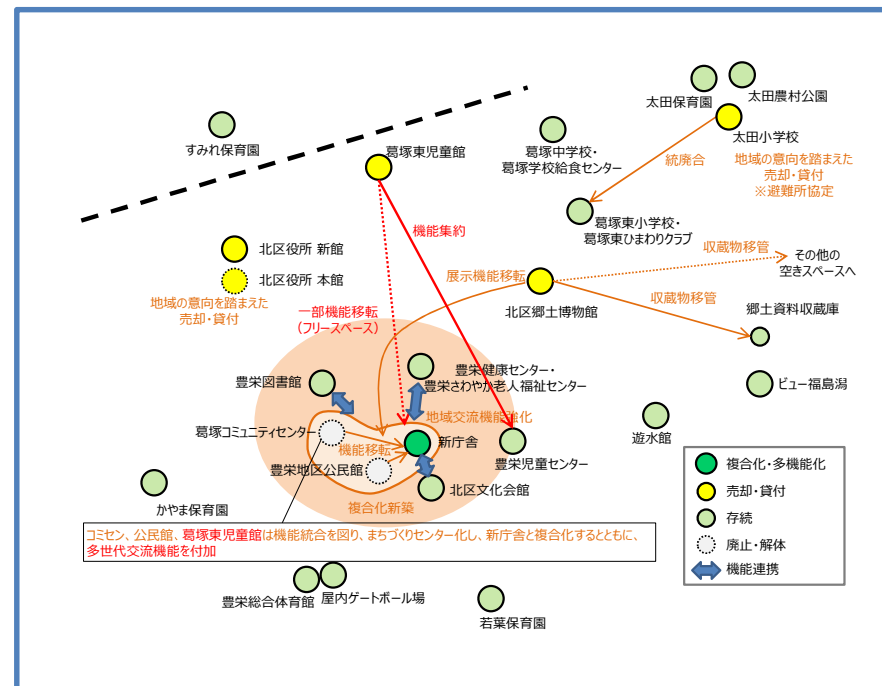 太田保育園
太田農村公園
太田小学校
地域の意向を踏まえた
売却・貸付
※避難所協定
すみれ保育園
葛塚東児童館
葛塚中学校・
葛塚学校給食センター
統廃合
葛塚東小学校・
葛塚東ひまわりクラブ
機能集約
北区役所 新館
北区役所 本館
地域の意向を踏まえた
売却・貸付
展示機能移転
収蔵物移管
その他の
空きスペースへ
北区郷土博物館
収蔵物移管
郷土資料収蔵庫
一部機能移転
(フリースペース)
豊栄図書館
豊栄健康センター・
豊栄さわやか老人福祉センター
ビュー福島潟
地域交流機能強化
遊水館
葛塚コミュニティセンター
機能移転
新庁舎
豊栄児童センター
豊栄地区公民館
北区文化会館
複合化新築
かやま保育園
コミセン、公民館、葛塚東児童館は機能統合を図り、まちづくりセンター化し、新庁舎と複合化するとともに、
多世代交流機能を付加
豊栄総合体育館
屋内ゲートボール場
若葉保育園
複合化・多機能化
売却・貸付
存続
廃止・解体
機能連携